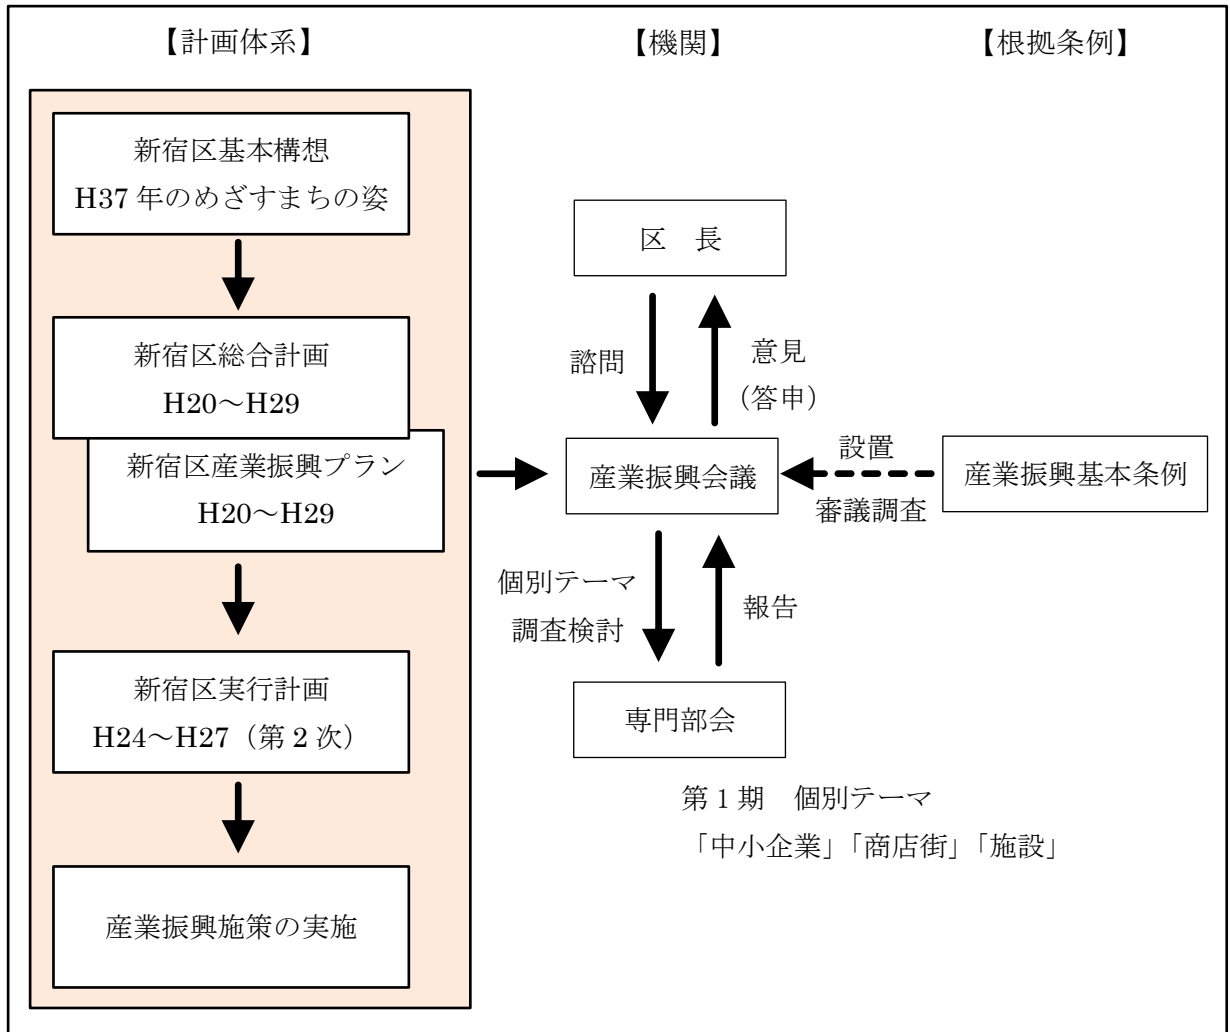 【計画体系】
【機関】
【根拠条例】
新宿区基本構想
H37年のめざすまちの姿
新宿区総合計画
H20～H29
新宿区産業振興プラン
H20～H29
新宿区実行計画
H24～H27（第2次）
産業振興施策の実施
区　長
諮問
意見
（答申）
産業振興会議
設置
審議調査
産業振興基本条例
個別テーマ
調査検討
報告
専門部会
第1期　個別テーマ
「中小企業」「商店街」「施設」